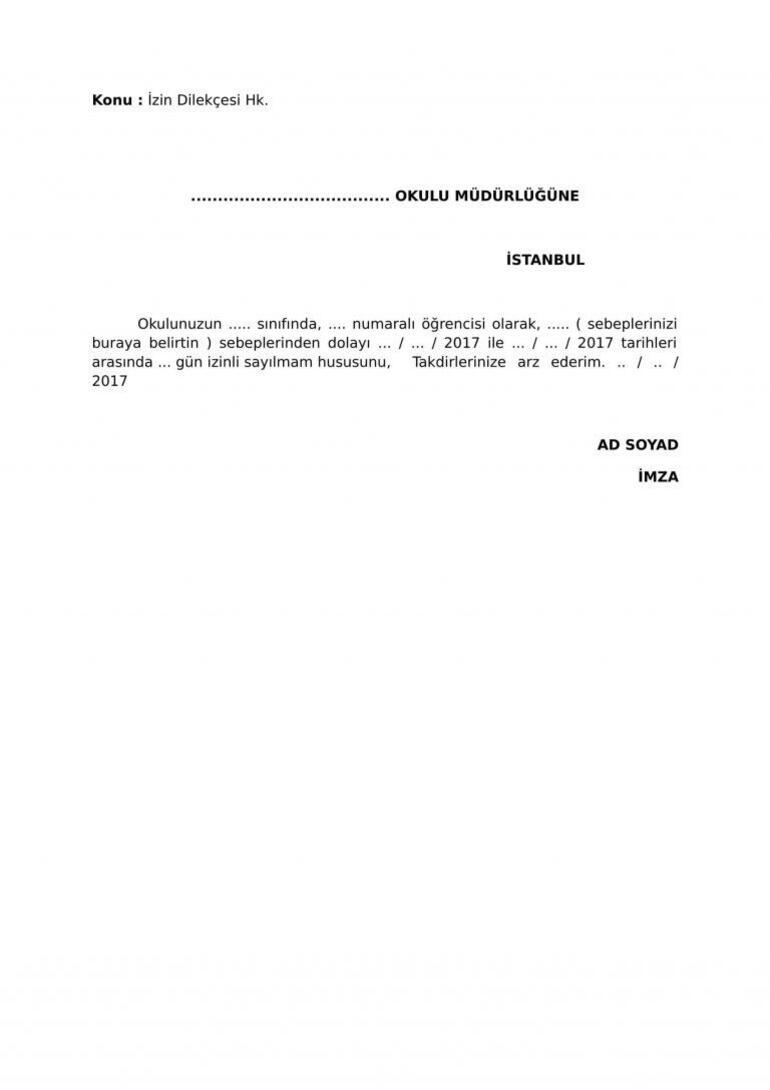 Konu : İzin Dilekçesi Hk.
..................................... OKULU MÜDÜRLÜĞÜNE
İSTANBUL
Okulunuzun ..... sınıfında, .... numaralı öğrencisi olarak, ..... ( sebeplerinizi
buraya belirtin ) sebeplerinden dolayı ... / ... / 2017 ile ... / ... / 2017 tarihleri
arasında ... gün izinli sayılmam hususunu, Takdirlerinize arz ederim. .. / .. /
2017
AD SOYAD
İMZA